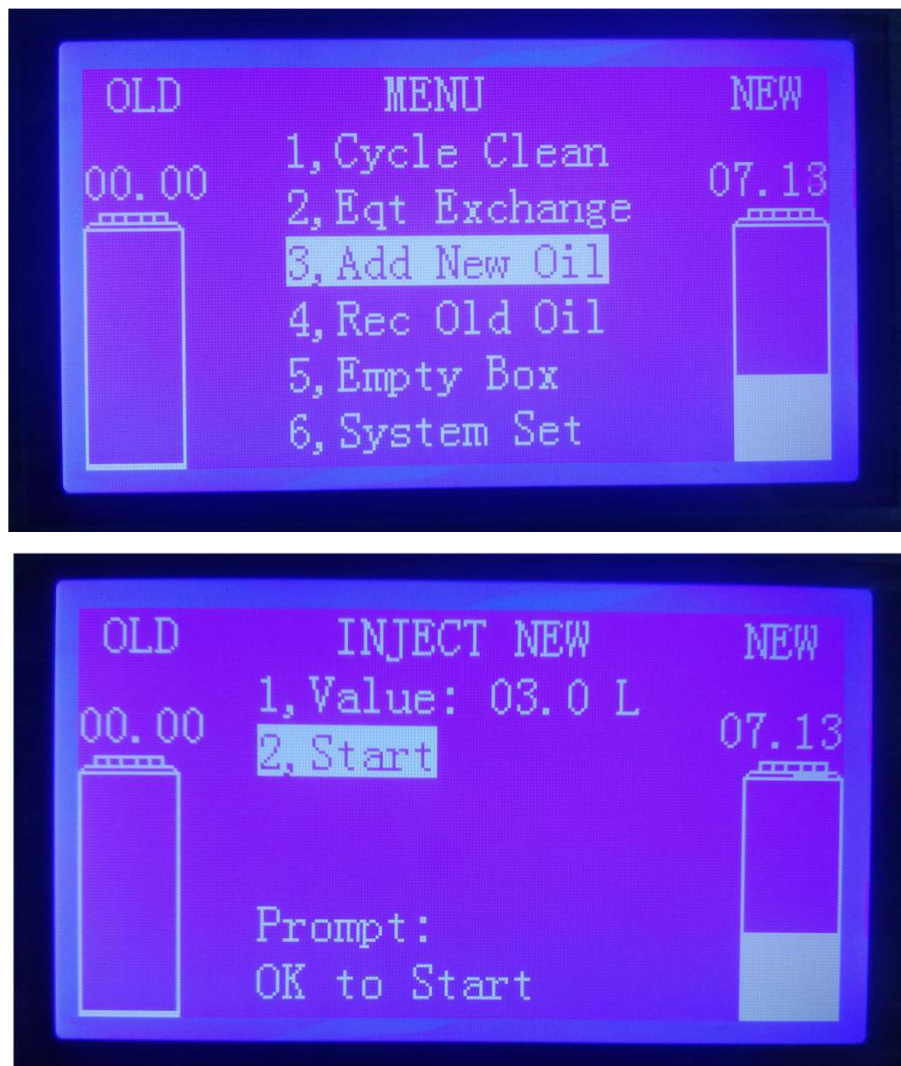 OLD MENU NEW
00.00 07.13
1,Cycle Clean
2,Eqt Exchange
3,Add New Oil
4,Rec Old Oil
5,Empty Box
6,System Set
OLD INJECT NEW NEW
00.00 07.13
1,Value: 03.0 L
2,Start
Prompt:
OK to Start